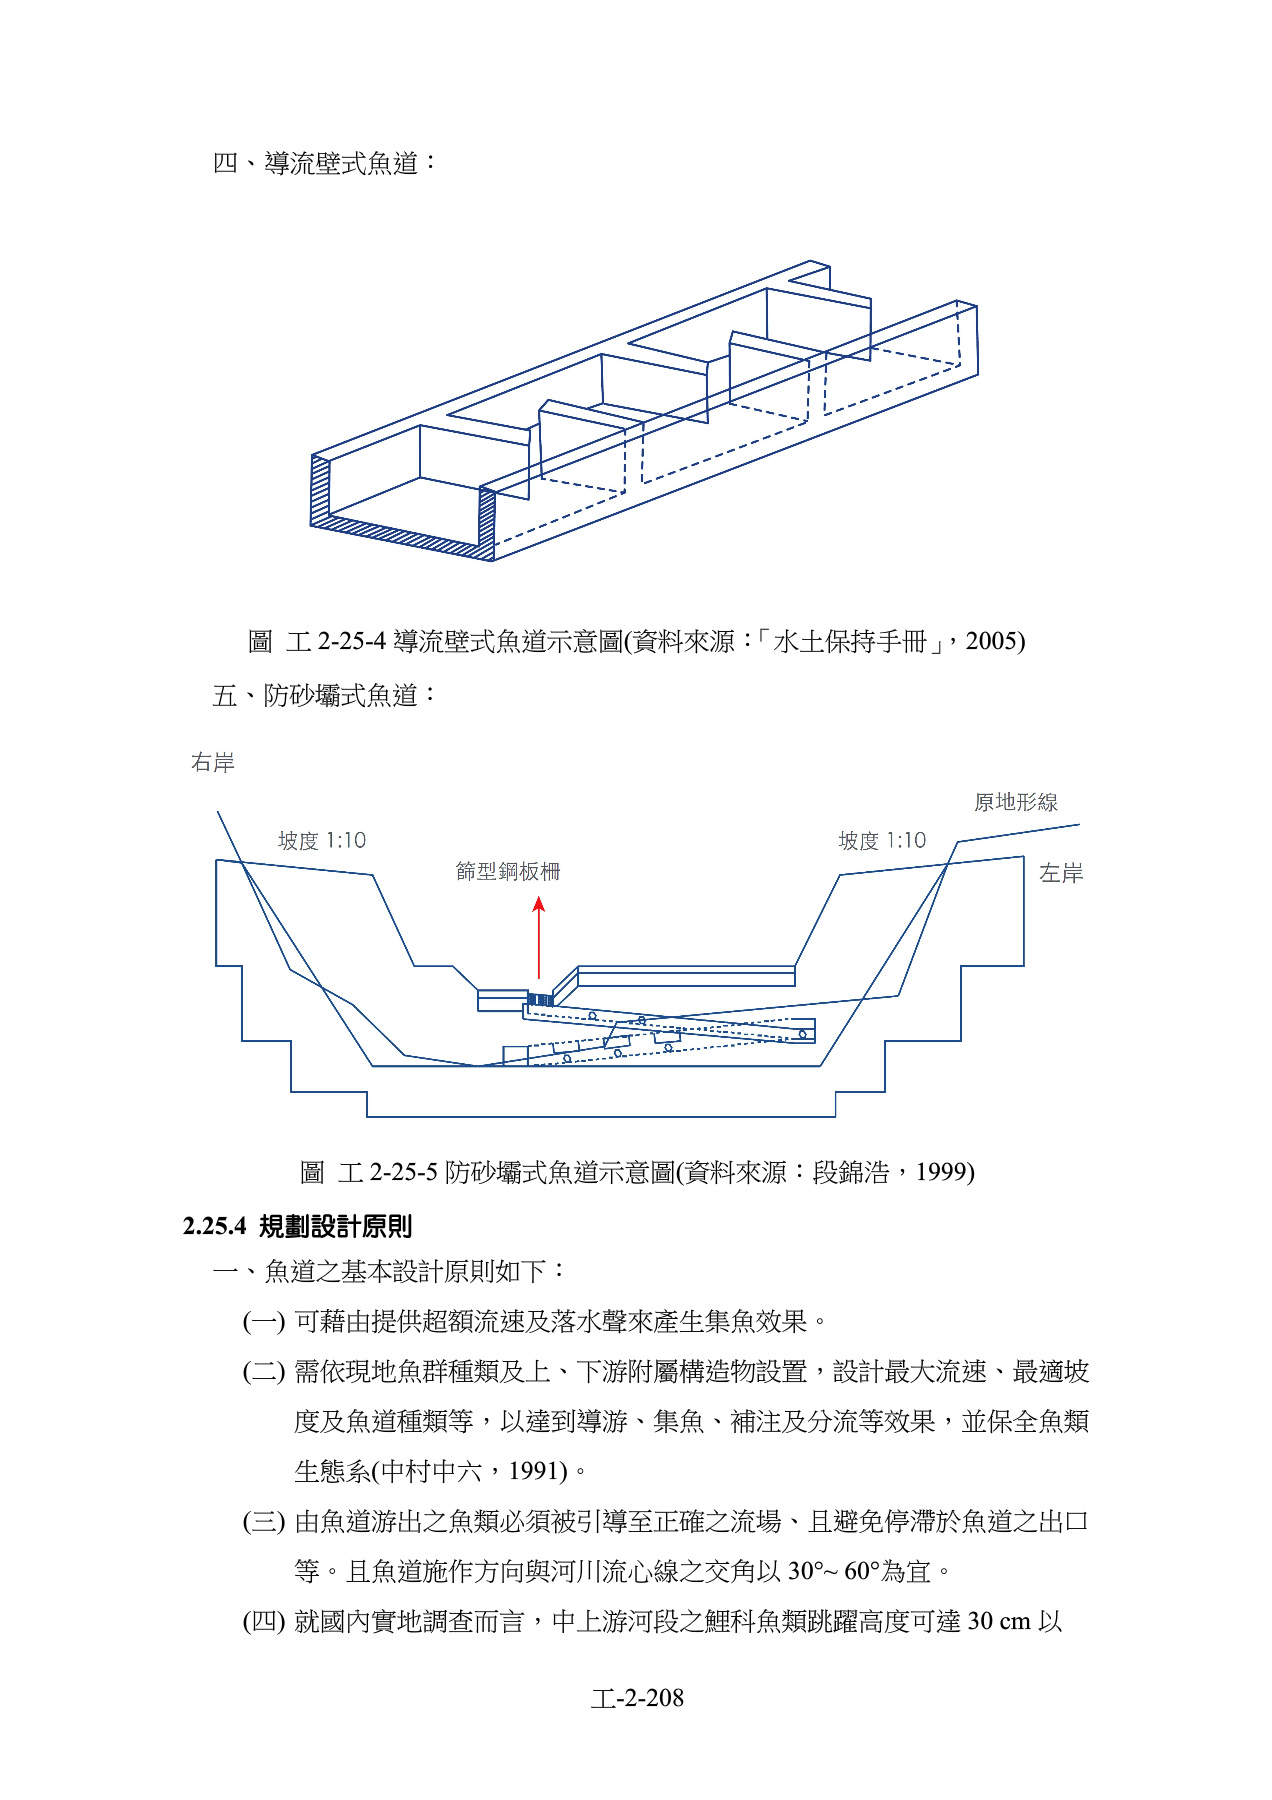 四、導流壁式魚道：
圖 工 2-25-4 導流壁式魚道示意圖(資料來源：「水土保持手冊」，2005)
五、防砂壩式魚道：
右岸
原地形線
坡度 1:10
坡度 1:10
篩型鋼板柵
左岸
圖 工 2-25-5 防砂壩式魚道示意圖(資料來源：段錦浩，1999)
2.25.4 規劃設計原則
一、魚道之基本設計原則如下：
(一) 可藉由提供超額流速及落水聲來產生集魚效果。
(二) 需依現地魚群種類及上、下游附屬構造物設置，設計最大流速、最適坡
度及魚道種類等，以達到導游、集魚、補注及分流等效果，並保全魚類
生態系(中村中六，1991)。
(三) 由魚道游出之魚類必須被引導至正確之流場、且避免停滯於魚道之出口
等。且魚道施作方向與河川流心線之交角以 30°~ 60°為宜。
(四) 就國內實地調查而言，中上游河段之鯉科魚類跳躍高度可達 30 cm 以
工-2-208